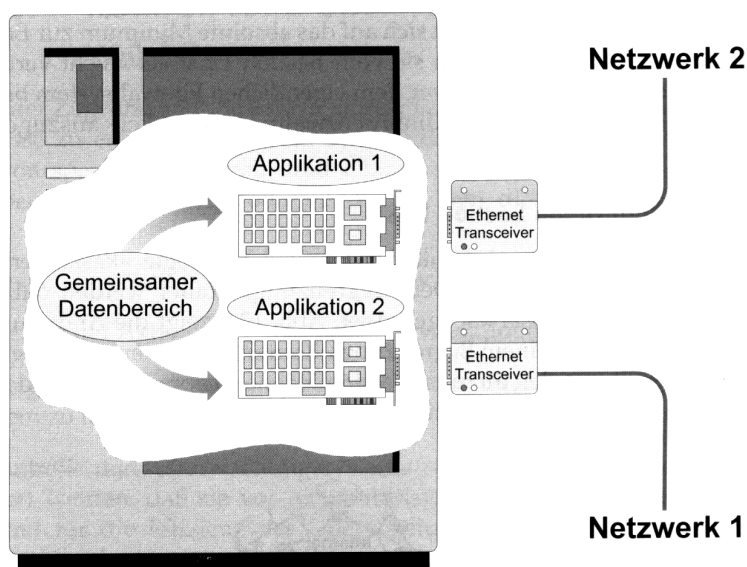 Netzwerk 2
Applikation 1
Ethernet
Transceiver
Gemeinsamer
Datenbereich
Applikation 2
Ethernet
Transceiver
Netzwerk 1